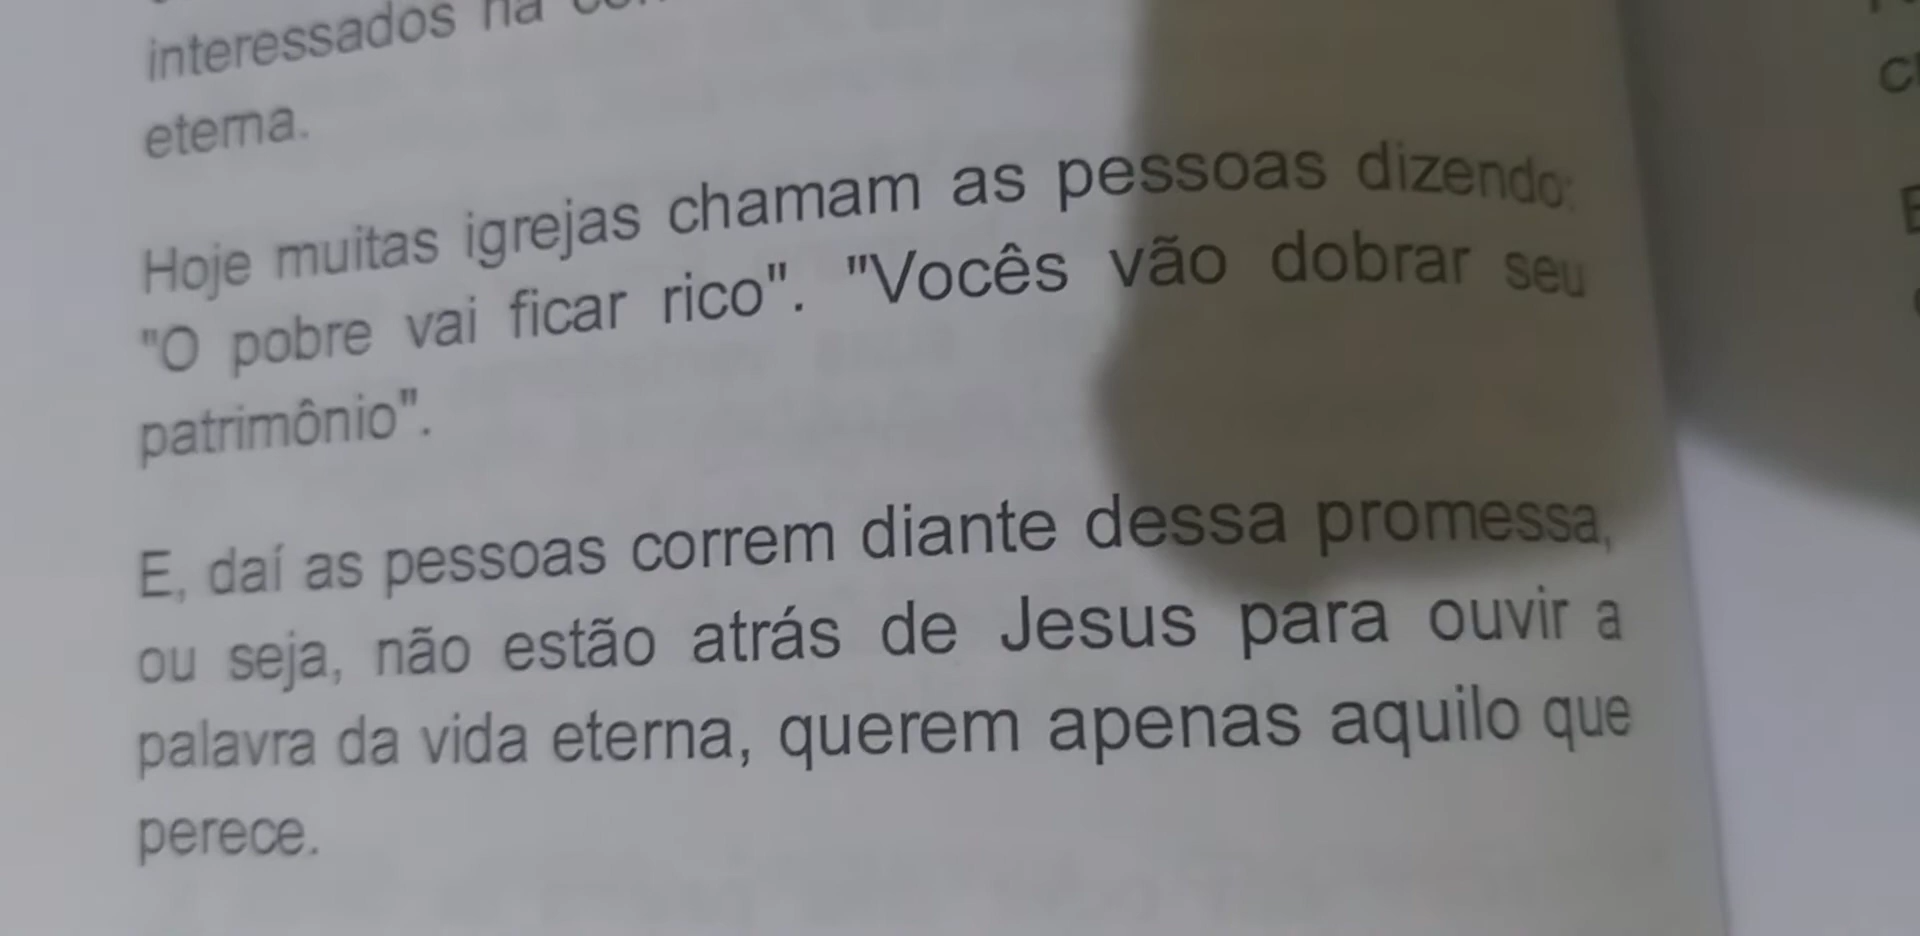 interessados na
eterna.
Hoje muitas igrejas chamam as pessoas dizendo:
"O pobre vai ficar rico". "Vocês vão dobrar seu
patrimônio".
E, daí as pessoas correm diante dessa promessa,
ou seja, não estão atrás de Jesus para ouvir a
palavra da vida eterna, querem apenas aquilo que
perece.